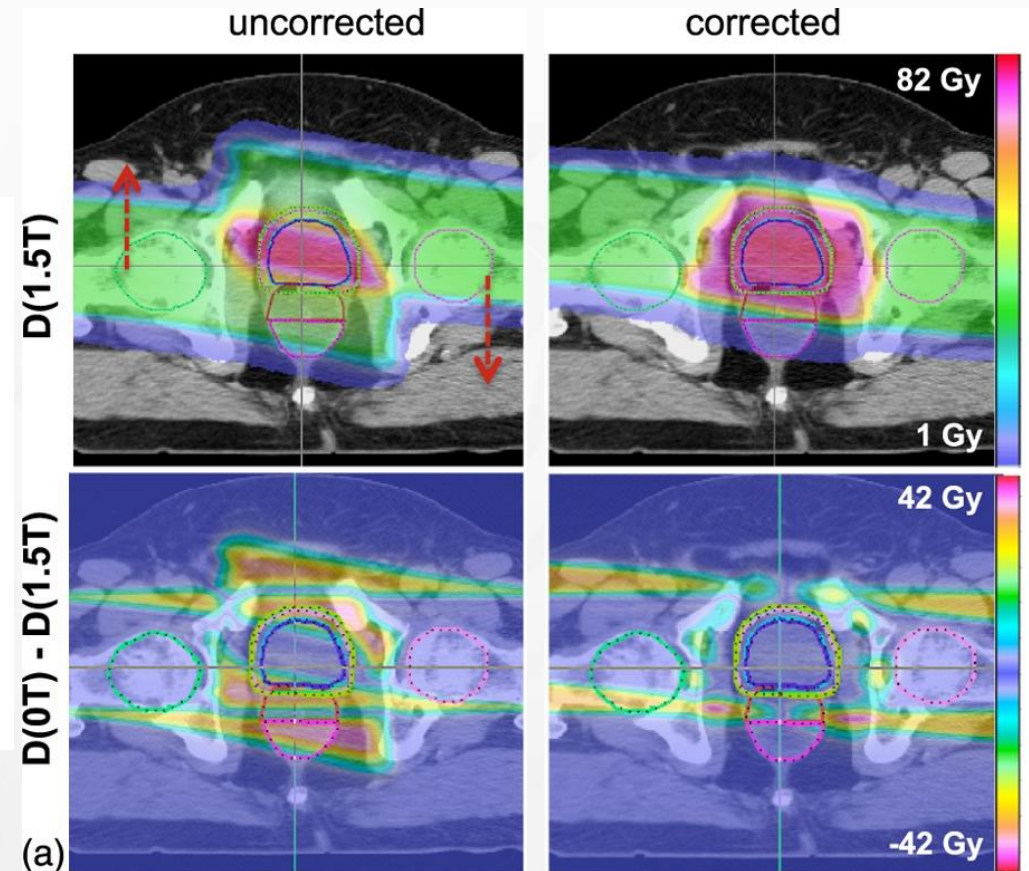 uncorrected
corrected
D(1.5T)
82 Gy
1 Gy
D(0T) - D(1.5T)
42 Gy
-42 Gy
(a)